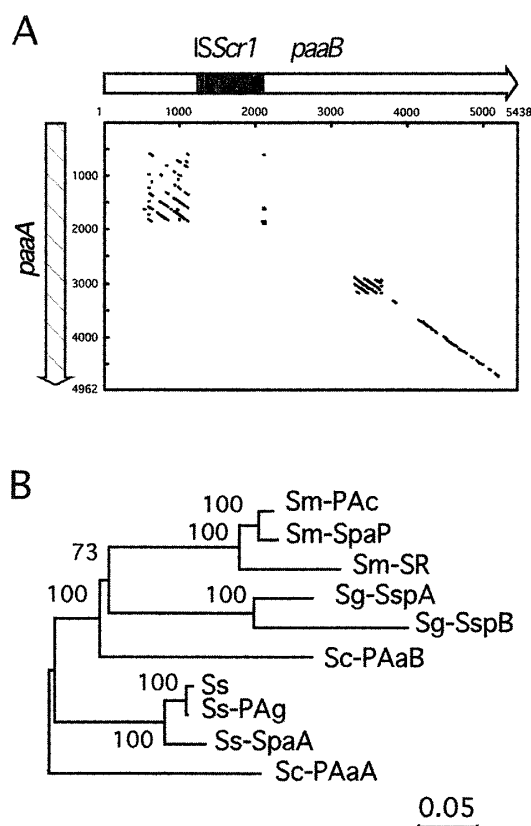 A
ISScr1 paaB
1 1000 2000 3000 4000 5000 5438
paaA
1000
2000
3000
4000
4962
B
100 Sm-PAc
100 Sm-SpaP
73 Sm-SR
100 100 Sg-SspA
Sg-SspB
Sc-PAaB
100 Ss
Ss-PAg
100 Ss-SpaA
Sc-PAaA
0.05